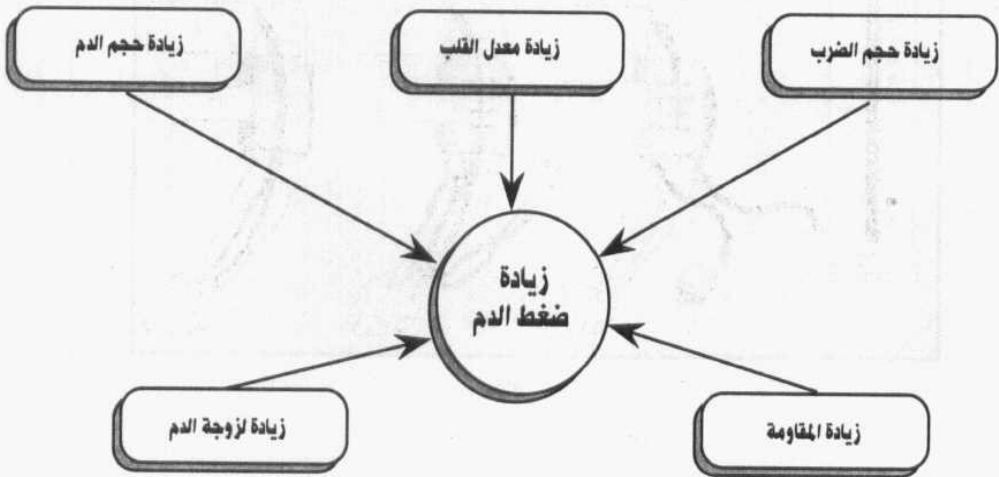 زيادة حجم الضرب
زيادة معدل القلب
زيادة حجم الدم
زيادة
ضغط الدم
زيادة المقاومة
زيادة لزوجة الدم